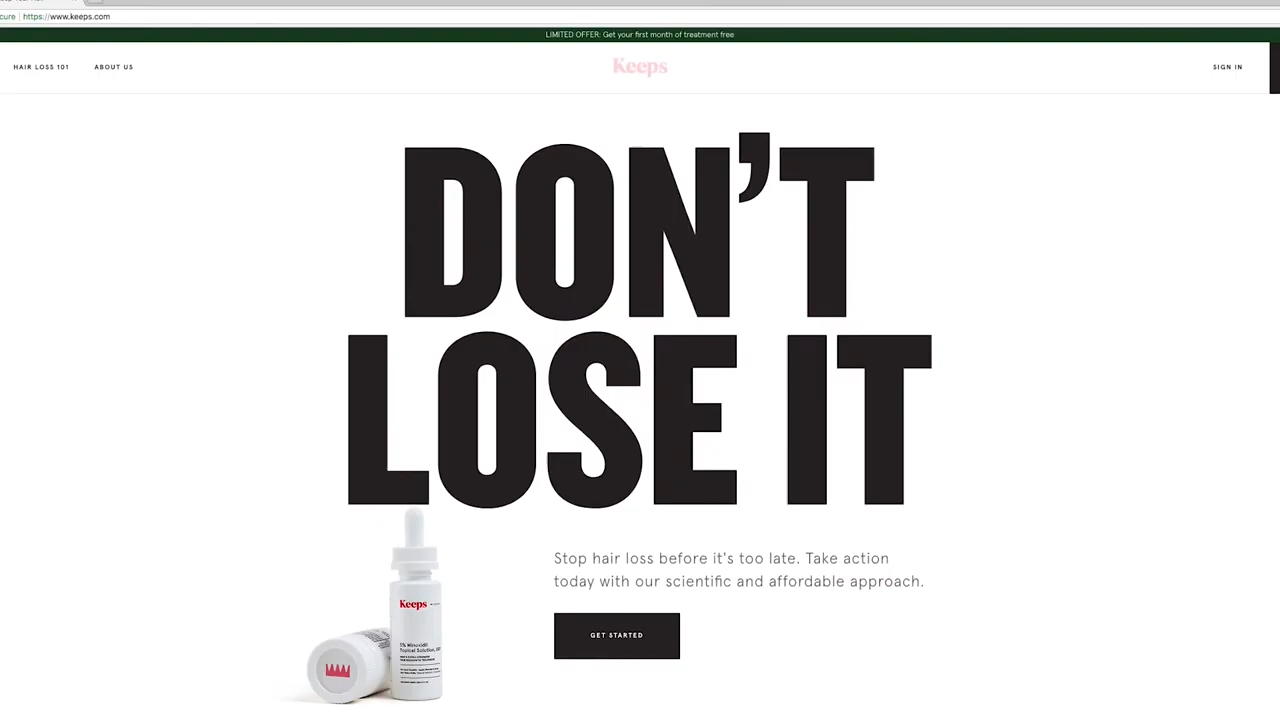 cure | https://www.keeps.com
LIMITED OFFER: Get your first month of treatment free
HAIR LOSS 101
ABOUT US
Keeps
SIGN IN
DON'T
LOSE IT
Stop hair loss before it's too late. Take action
today with our scientific and affordable approach.
GET STARTED
Keeps
5% Minoxidil
Topical Solution,